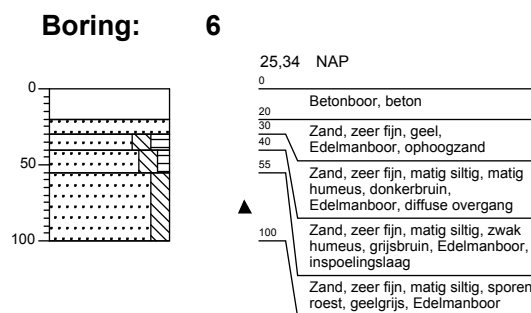 Boring: 6
25,34 NAP
0
0
Betonboor, beton
20
30
Zand, zeer fijn, geel,
Edelmanboor, ophoogzand
40
Zand, zeer fijn, matig siltig, matig
humeus, donkerbruin,
Edelmanboor, diffuse overgang
50
55
Zand, zeer fijn, matig siltig, zwak
humeus, grijsbruin, Edelmanboor,
inspoelingslaag
100
100
Zand, zeer fijn, matig siltig, sporen
roest, geelgrijs, Edelmanboor